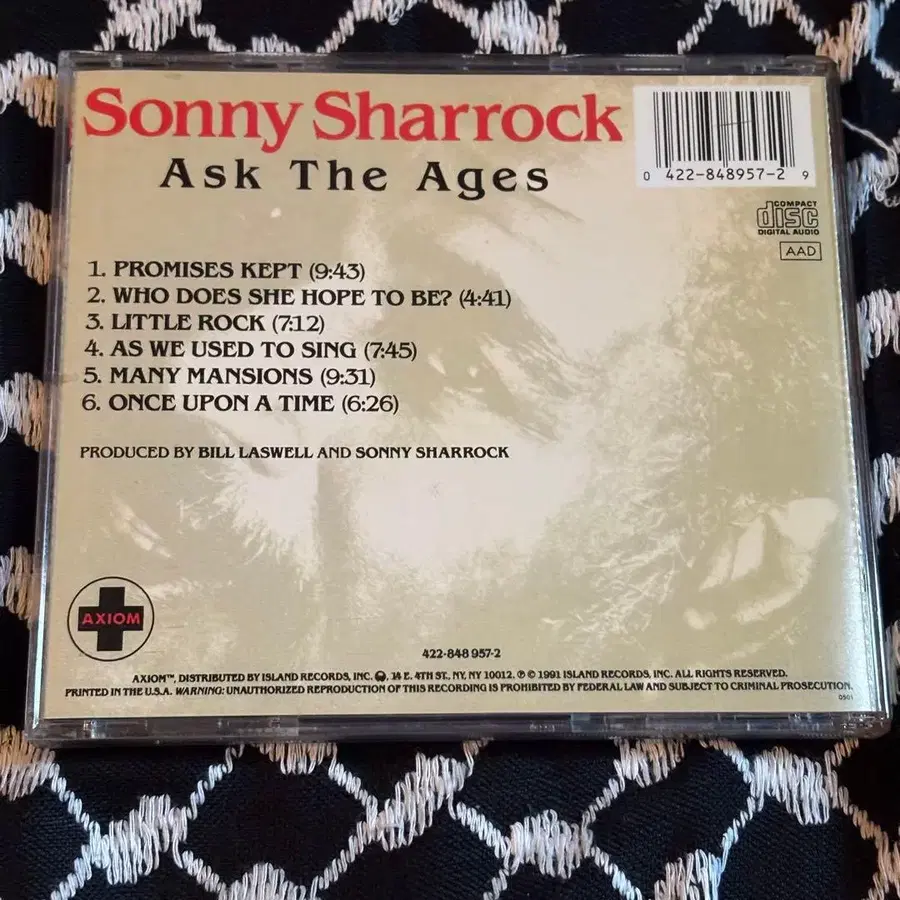 Sonny Sharrock
Ask The Ages
0 422-848957-2 9
COMPACT
disc
DIGITAL AUDIO
AAD
1. PROMISES KEPT (9:43)
2. WHO DOES SHE HOPE TO BE? (4:41)
3. LITTLE ROCK (7:12)
4. AS WE USED TO SING (7:45)
5. MANY MANSIONS (9:31)
6. ONCE UPON A TIME (6:26)
PRODUCED BY BILL LASWELL AND SONNY SHARROCK
AXIOM
422-848 957-2
AXIOM™, DISTRIBUTED BY ISLAND RECORDS, INC. 14 E. 4TH ST., NY, NY 10012. ℗ © 1991 ISLAND RECORDS, INC. ALL RIGHTS RESERVED.
PRINTED IN THE U.S.A. WARNING: UNAUTHORIZED REPRODUCTION OF THIS RECORDING IS PROHIBITED BY FEDERAL LAW AND SUBJECT TO CRIMINAL PROSECUTION.
0501